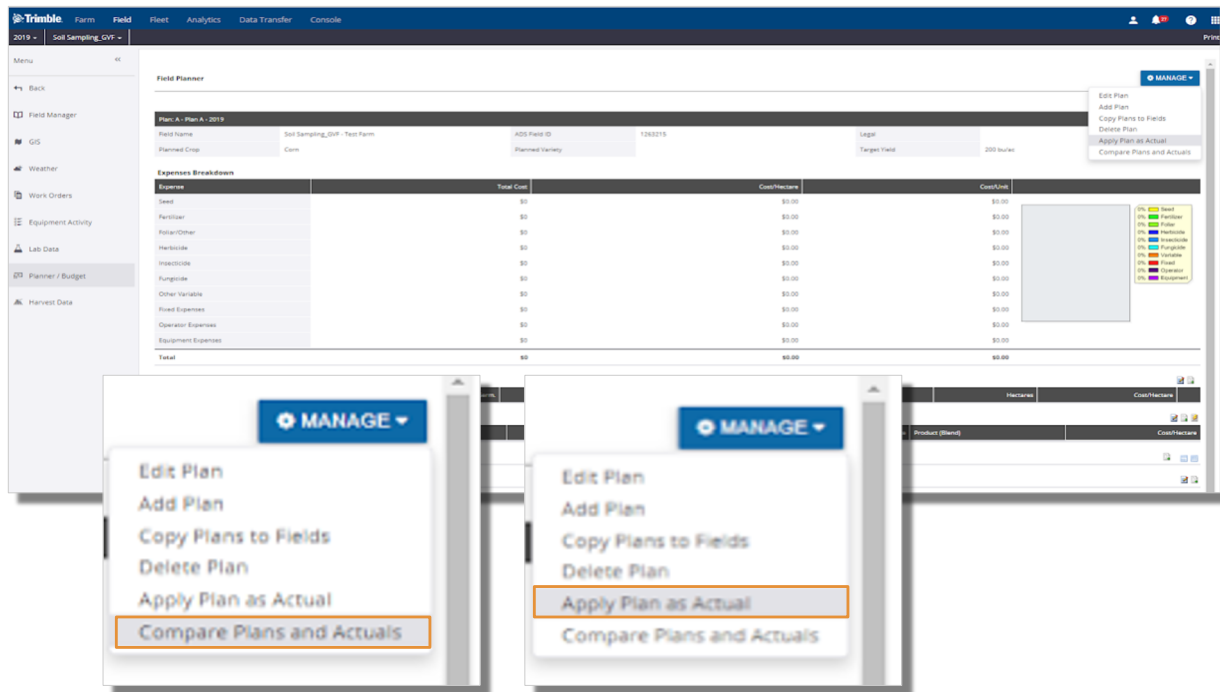 Trimble. Farm Field Fleet Analytics Data Transfer Console
2019 Soil Sampling_GVF Print
Menu
Back
Field Manager
GIS
Weather
Work Orders
Equipment Activity
Lab Data
Planner / Budget
Harvest Data
Field Planner
MANAGE
Edit Plan
Add Plan
Copy Plans to Fields
Delete Plan
Apply Plan as Actual
Compare Plans and Actuals
Plan: A - Plan A - 2019
Field Name Soil Sampling_GVF - Test Farm ADS Field ID 1263215 Legal
Planned Crop Corn Planned Variety Target Yield 200 bu/ac
Expenses Breakdown
Expense Total Cost Cost/Hectare Cost/Unit
Seed $0 $0.00 $0.00
Fertilizer $0 $0.00 $0.00
Foliar/Other $0 $0.00 $0.00
Herbicide $0 $0.00 $0.00
Insecticide $0 $0.00 $0.00
Fungicide $0 $0.00 $0.00
Other Variable $0 $0.00 $0.00
Fixed Expenses $0 $0.00 $0.00
Operator Expenses $0 $0.00 $0.00
Equipment Expenses $0 $0.00 $0.00
Total $0 $0.00 $0.00
0% Seed
0% Fertilizer
0% Foliar
0% Herbicide
0% Insecticide
0% Fungicide
0% Variable
0% Fixed
0% Operator
0% Equipment
Hectares Cost/Hectare
Product (Blend) Cost/Hectare
MANAGE
Edit Plan
Add Plan
Copy Plans to Fields
Delete Plan
Apply Plan as Actual
Compare Plans and Actuals
MANAGE
Edit Plan
Add Plan
Copy Plans to Fields
Delete Plan
Apply Plan as Actual
Compare Plans and Actuals